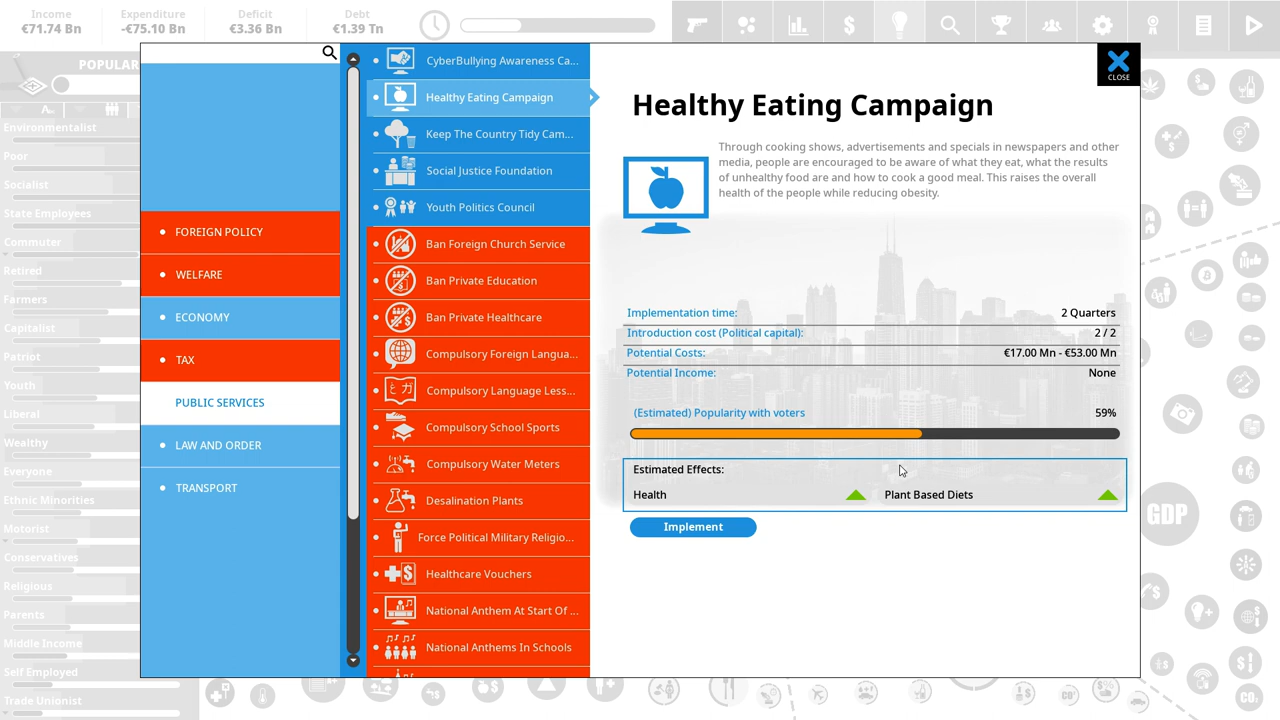 Income
€71.74 Bn
Expenditure
-€75.10 Bn
Deficit
€3.36 Bn
Debt
€1.39 Tn
POPULAR
Environmentalist
Poor
Socialist
State Employees
Commuter
Retired
Farmers
Capitalist
Patriot
Youth
Liberal
Wealthy
Everyone
Ethnic Minorities
Motorist
Conservatives
Religious
Parents
Middle Income
Self Employed
Trade Unionist
FOREIGN POLICY
WELFARE
ECONOMY
TAX
PUBLIC SERVICES
LAW AND ORDER
TRANSPORT
CyberBullying Awareness Ca...
Healthy Eating Campaign
Keep The Country Tidy Cam...
Social Justice Foundation
Youth Politics Council
Ban Foreign Church Service
Ban Private Education
Ban Private Healthcare
Compulsory Foreign Langua...
Compulsory Language Less...
Compulsory School Sports
Compulsory Water Meters
Desalination Plants
Force Political Military Religio...
Healthcare Vouchers
National Anthem At Start Of ...
National Anthems In Schools
CLOSE
Healthy Eating Campaign
Through cooking shows, advertisements and specials in newspapers and other
media, people are encouraged to be aware of what they eat, what the results
of unhealthy food are and how to cook a good meal. This raises the overall
health of the people while reducing obesity.
Implementation time: 2 Quarters
Introduction cost (Political capital): 2 / 2
Potential Costs: €17.00 Mn - €53.00 Mn
Potential Income: None
(Estimated) Popularity with voters 59%
Estimated Effects:
Health
Plant Based Diets
Implement
GDP
CO₂